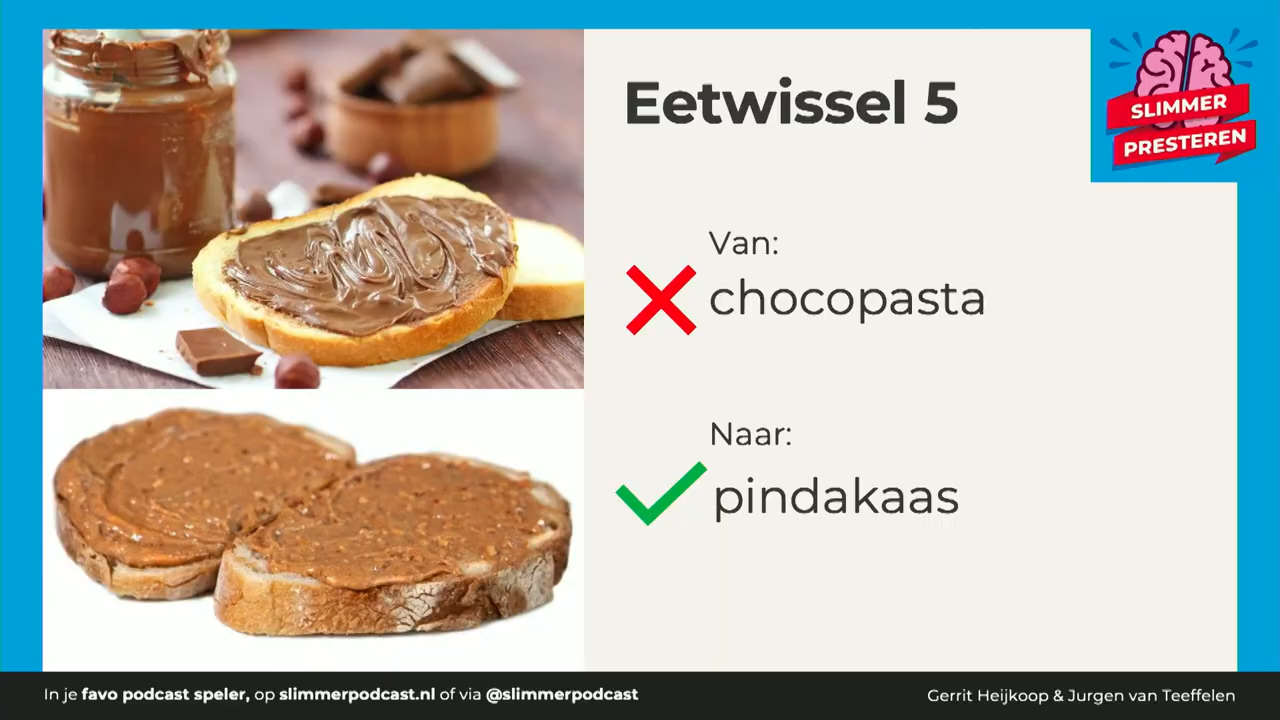 Eetwissel 5
SLIMMER
PRESTEREN
Van:
chocopasta
Naar:
pindakaas
In je favo podcast speler, op slimmerpodcast.nl of via @slimmerpodcast
Gerrit Heijkoop & Jurgen van Teeffelen